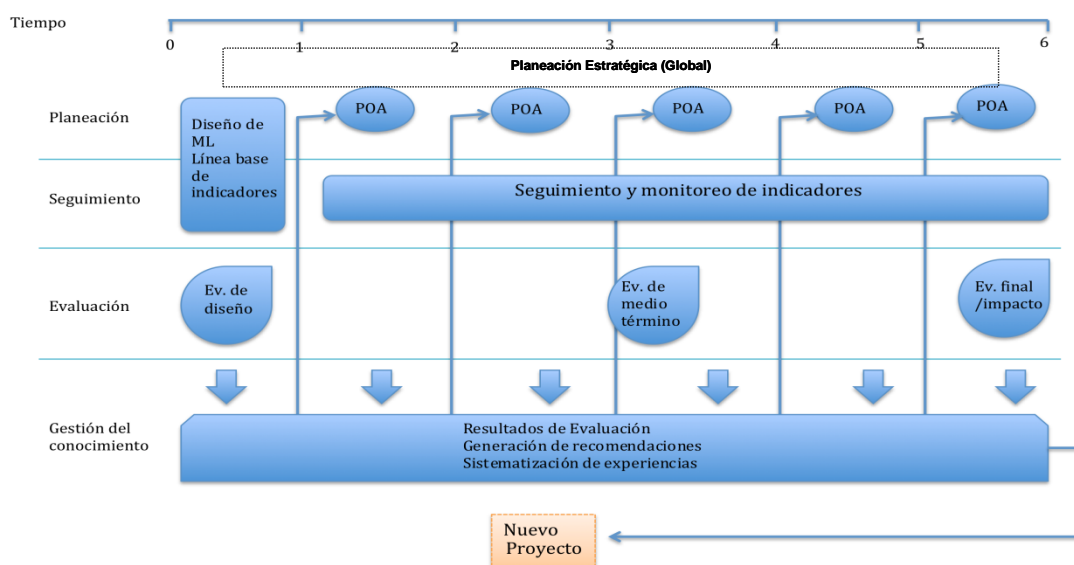 Tiempo
0 1 2 3 4 5 6
Planeación Estratégica (Global)
Planeación
Diseño de
ML
Línea base
de
indicadores
POA
POA
POA
POA
POA
Seguimiento
Seguimiento y monitoreo de indicadores
Evaluación
Ev. de
diseño
Ev. de
medio
término
Ev. final
/impacto
Gestión del
conocimiento
Resultados de Evaluación
Generación de recomendaciones
Sistematización de experiencias
Nuevo
Proyecto